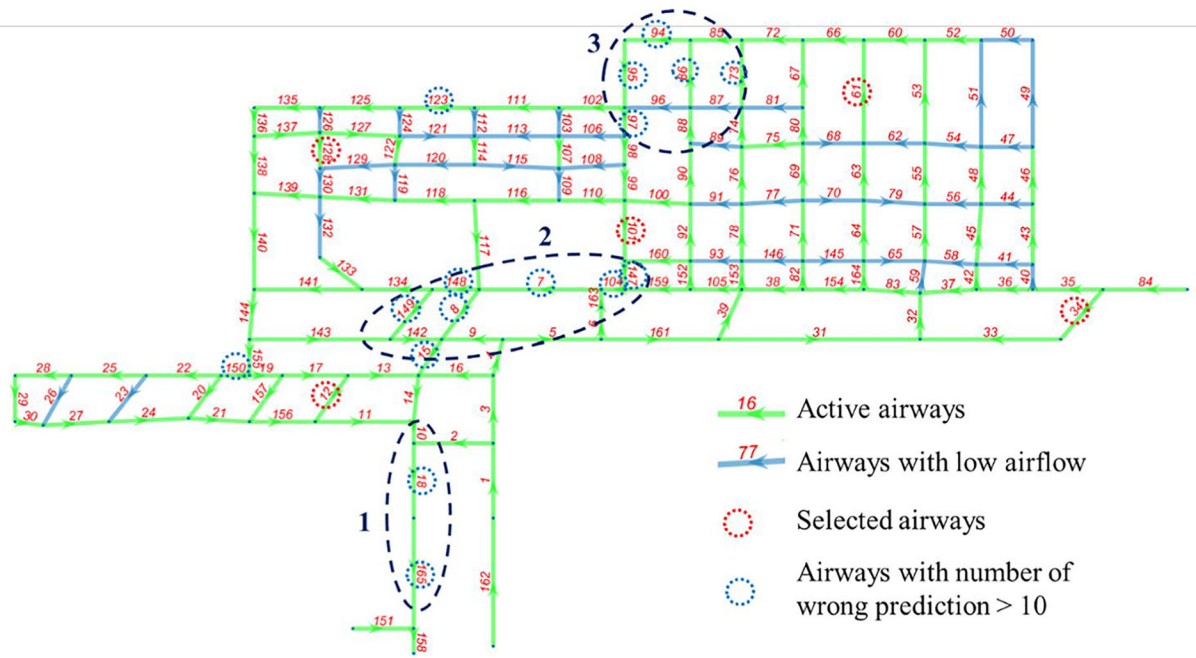 94 85 72 66 60 52 50
3
95 86 73 67 61 53 51 49
135 125 123 111 102 96 87 81
136 126 124 112 103 97 88 74 80
137 127 121 113 106
128 122 114 107 98 89 75 68 62 54 47
138 129 120 115 108
130 119 109 99 90 76 69 63 55 48 46
139 131 118 116 110 100 91 77 70 79 56 44
140 132 117 101 92 78 71 64 57 45 43
2
160 93 146 145 65 58 41
133 147 152 153 82 164 59 42 40
141 134 148 7 104 159 105 38 154 83 37 36 35 84
144 149 8 163 6 39 32 34
143 142 9 5 161 31 33
155 15 4
28 25 22 150 19 17 13 16
29 26 23 20 157 12 14 3
30 27 24 21 156 11
10 2
18 1
1
165 162
151 158
16 Active airways
77 Airways with low airflow
Selected airways
Airways with number of
wrong prediction > 10